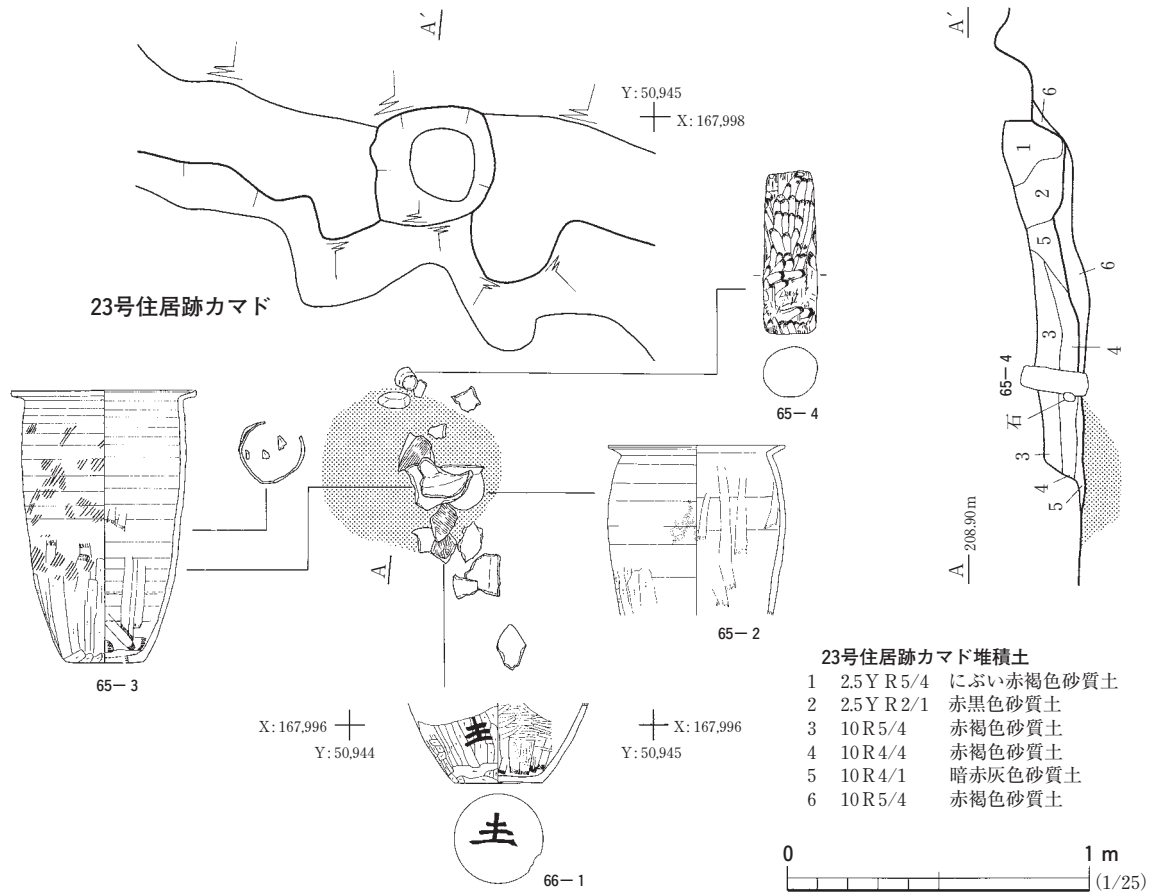 A´
A´
Y: 50,945
X: 167,998
6
1
2
5
6
3
4
65－4
石
3
4
5
A 208.90m
23号住居跡カマド
65－4
65－3
65－2
A
X: 167,996
Y: 50,944
X: 167,996
Y: 50,945
圭
圭
66－1
23号住居跡カマド堆積土
1 2.5YR5/4 にぶい赤褐色砂質土
2 2.5YR2/1 赤黒色砂質土
3 10R5/4 赤褐色砂質土
4 10R4/4 赤褐色砂質土
5 10R4/1 暗赤灰色砂質土
6 10R5/4 赤褐色砂質土
0 1 m
(1/25)